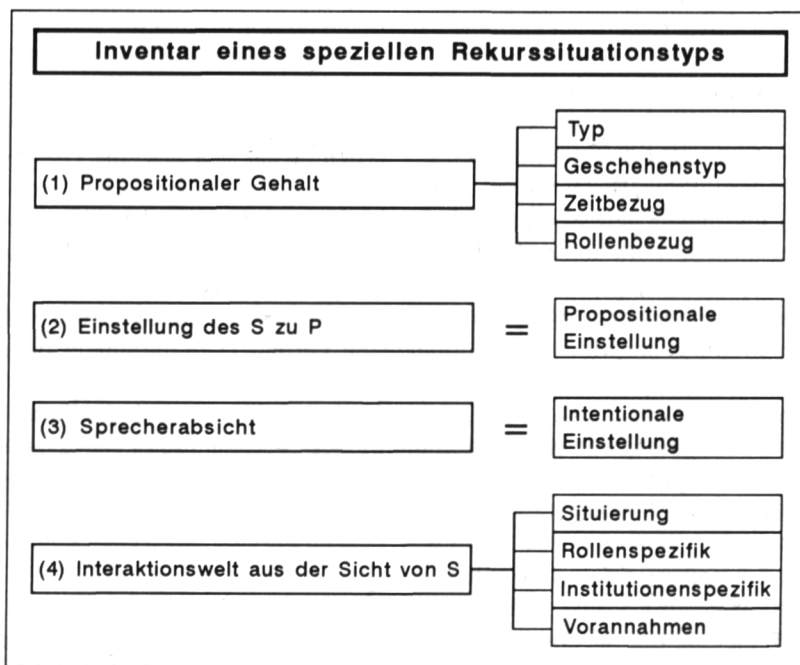 Inventar eines speziellen Rekurssituationstyps
(1) Propositionaler Gehalt
Typ
Geschehenstyp
Zeitbezug
Rollenbezug
(2) Einstellung des S zu P
=
Propositionale
Einstellung
(3) Sprecherabsicht
=
Intentionale
Einstellung
(4) Interaktionswelt aus der Sicht von S
Situierung
Rollenspezifik
Institutionenspezifik
Vorannahmen